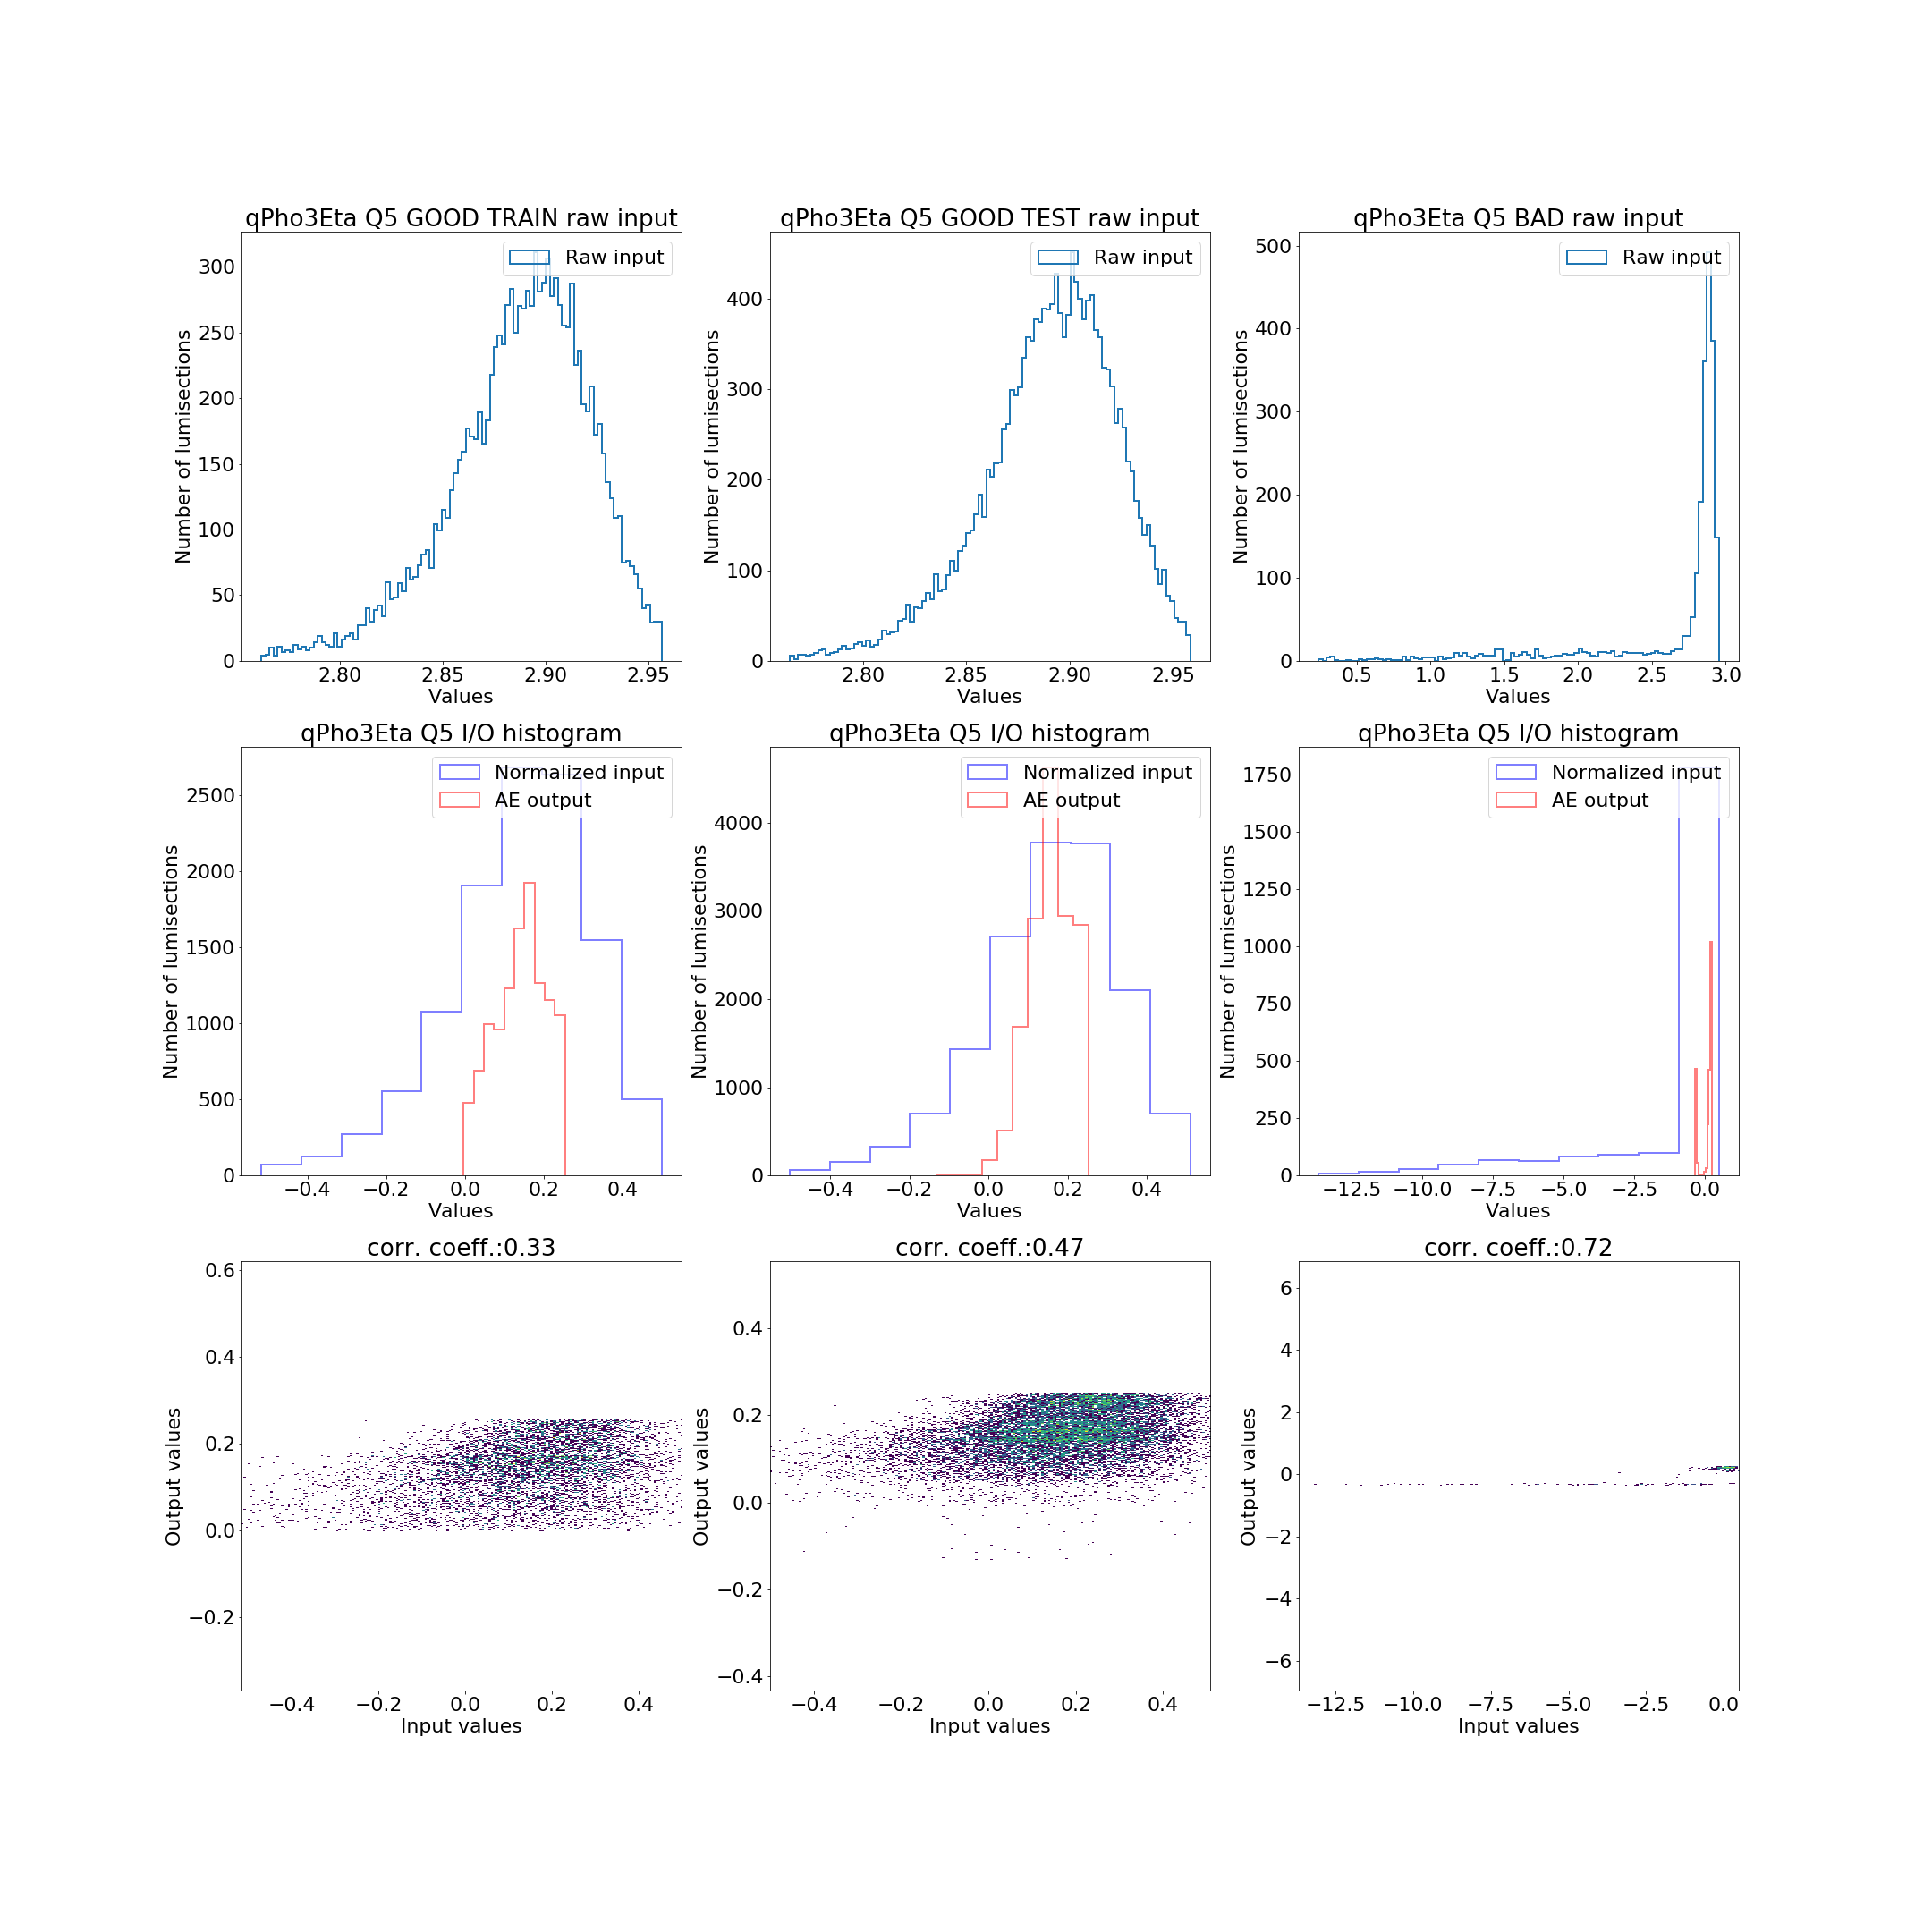 qPho3Eta Q5 GOOD TRAIN raw input
Raw input
Number of lumisections
300
250
200
150
100
50
0
2.80 2.85 2.90 2.95
Values
qPho3Eta Q5 GOOD TEST raw input
Raw input
Number of lumisections
400
300
200
100
0
2.80 2.85 2.90 2.95
Values
qPho3Eta Q5 BAD raw input
Raw input
Number of lumisections
500
400
300
200
100
0
0.5 1.0 1.5 2.0 2.5 3.0
Values
qPho3Eta Q5 I/O histogram
Normalized input
AE output
Number of lumisections
2500
2000
1500
1000
500
0
−0.4 −0.2 0.0 0.2 0.4
Values
qPho3Eta Q5 I/O histogram
Normalized input
AE output
Number of lumisections
4000
3000
2000
1000
0
−0.4 −0.2 0.0 0.2 0.4
Values
qPho3Eta Q5 I/O histogram
Normalized input
AE output
Number of lumisections
1750
1500
1250
1000
750
500
250
0
−12.5 −10.0 −7.5 −5.0 −2.5 0.0
Values
corr. coeff.:0.33
Output values
0.6
0.4
0.2
0.0
−0.2
−0.4 −0.2 0.0 0.2 0.4
Input values
corr. coeff.:0.47
Output values
0.4
0.2
0.0
−0.2
−0.4
−0.4 −0.2 0.0 0.2 0.4
Input values
corr. coeff.:0.72
Output values
6
4
2
0
−2
−4
−6
−12.5 −10.0 −7.5 −5.0 −2.5 0.0
Input values